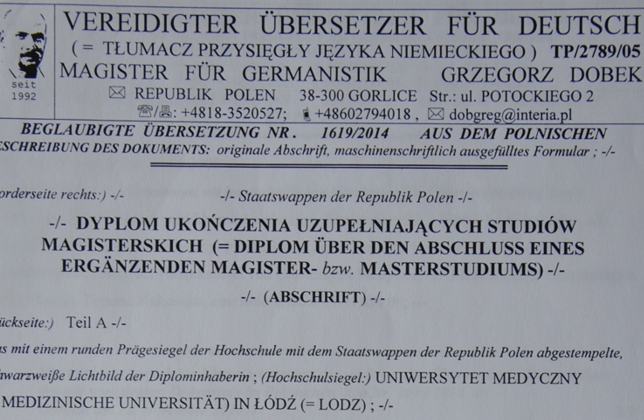 VEREIDIGTER ÜBERSETZER FÜR DEUTSCH
( = TŁUMACZ PRZYSIĘGŁY JĘZYKA NIEMIECKIEGO ) TP/2789/05
MAGISTER FÜR GERMANISTIK GRZEGORZ DOBEK
seit
1992
✉ REPUBLIK POLEN 38-300 GORLICE Str.: ul. POTOCKIEGO 2
☎/🖷: +4818-3520527; +48602794018 , ✉ dobgreg@interia.pl
BEGLAUBIGTE ÜBERSETZUNG NR. 1619/2014 AUS DEM POLNISCHEN
ESCHREIBUNG DES DOKUMENTS: originale Abschrift, maschinenschriftlich ausgefülltes Formular ; -/-
orderseite rechts:) -/- -/- Staatswappen der Republik Polen -/-
-/- DYPLOM UKOŃCZENIA UZUPEŁNIAJĄCYCH STUDIÓW
MAGISTERSKICH (= DIPLOM ÜBER DEN ABSCHLUSS EINES
ERGÄNZENDEN MAGISTER- bzw. MASTERSTUDIUMS) -/-
-/- (ABSCHRIFT) -/-
ückseite:) Teil A -/-
as mit einem runden Prägesiegel der Hochschule mit dem Staatswappen der Republik Polen abgestempelte,
hwarzweiße Lichtbild der Diplominhaberin ; (Hochschulsiegel:) UNIWERSYTET MEDYCZNY
MEDIZINISCHE UNIVERSITÄT) IN ŁÓDŹ (= LODZ) ; -/-